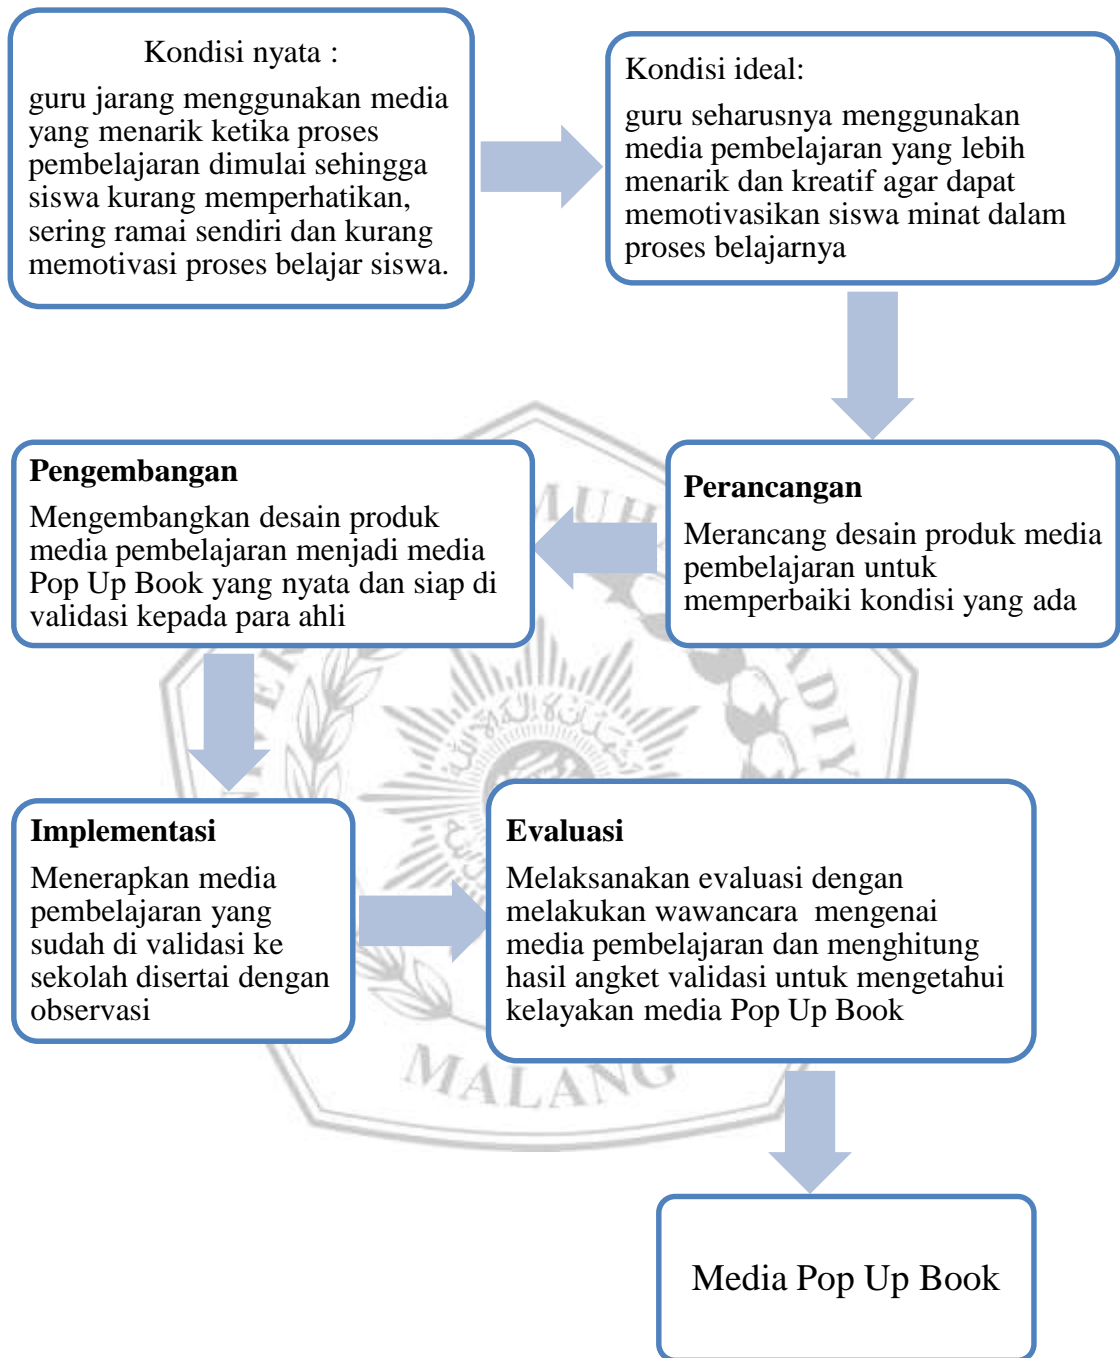 Kondisi nyata :
guru jarang menggunakan media
yang menarik ketika proses
pembelajaran dimulai sehingga
siswa kurang memperhatikan,
sering ramai sendiri dan kurang
memotivasi proses belajar siswa.
Kondisi ideal:
guru seharusnya menggunakan
media pembelajaran yang lebih
menarik dan kreatif agar dapat
memotivasikan siswa minat dalam
proses belajarnya
Perancangan
Merancang desain produk media
pembelajaran untuk
memperbaiki kondisi yang ada
Pengembangan
Mengembangkan desain produk
media pembelajaran menjadi media
Pop Up Book yang nyata dan siap di
validasi kepada para ahli
Implementasi
Menerapkan media
pembelajaran yang
sudah di validasi ke
sekolah disertai dengan
observasi
Evaluasi
Melaksanakan evaluasi dengan
melakukan wawancara  mengenai
media pembelajaran dan menghitung
hasil angket validasi untuk mengetahui
kelayakan media Pop Up Book
MALANG
Media Pop Up Book